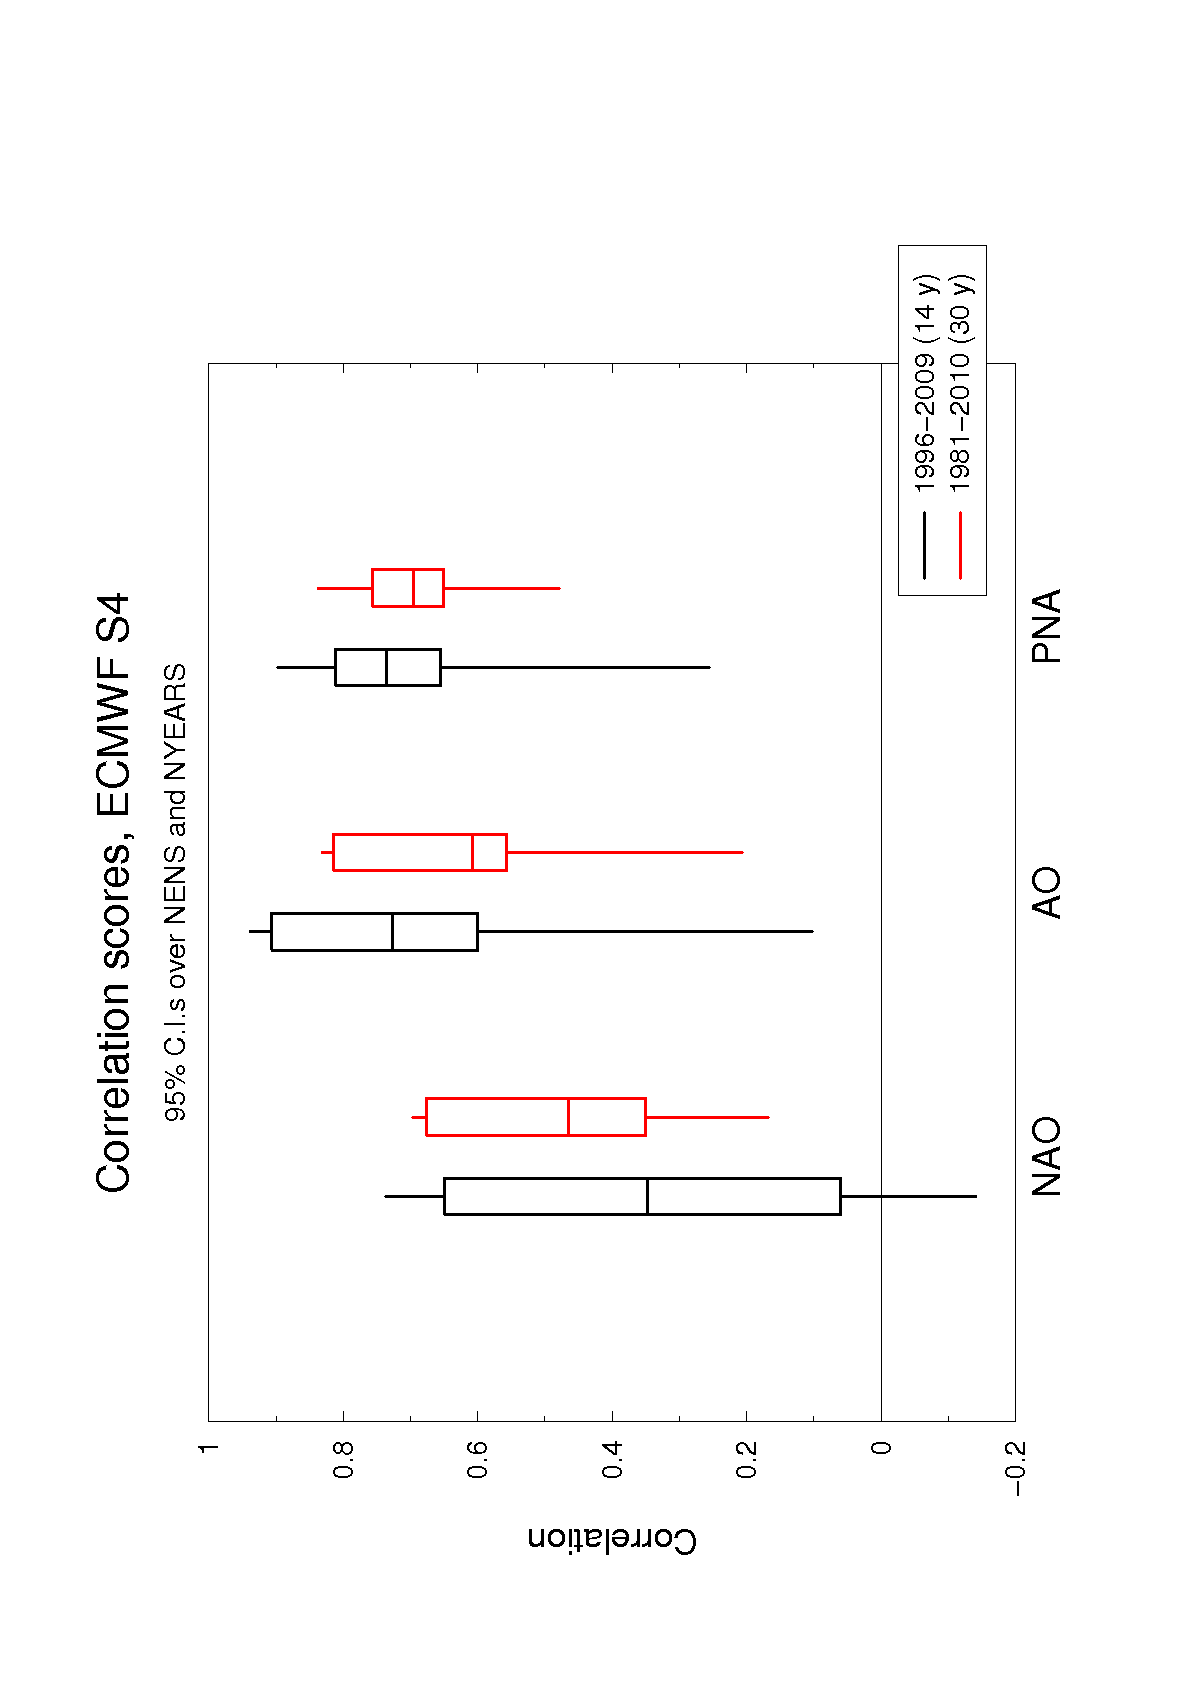 Correlation scores, ECMWF S4
95% C.I.s over NENS and NYEARS
Correlation
1
0.8
0.6
0.4
0.2
0
−0.2
NAO
AO
PNA
1996−2009 (14 y)
1981−2010 (30 y)